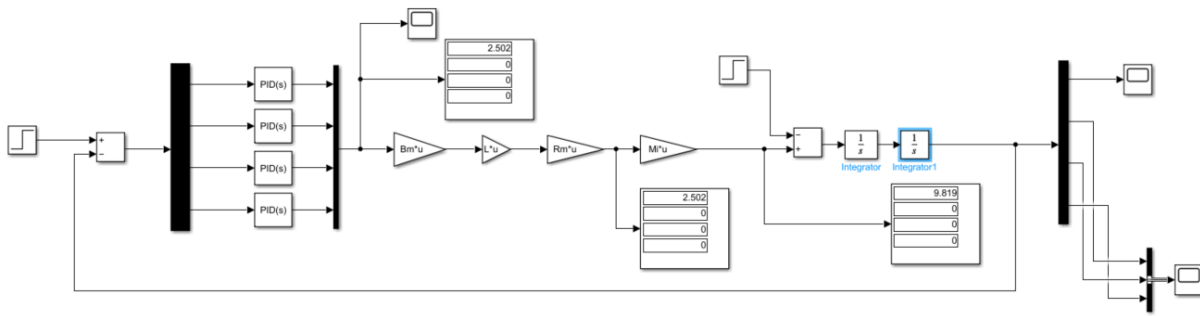 2.502
0
0
0
PID(s)
PID(s)
PID(s)
PID(s)
+
−
Bm*u
L*u
Rm*u
Mi*u
−
+
1
s
Integrator
1
s
Integrator1
2.502
0
0
0
9.819
0
0
0